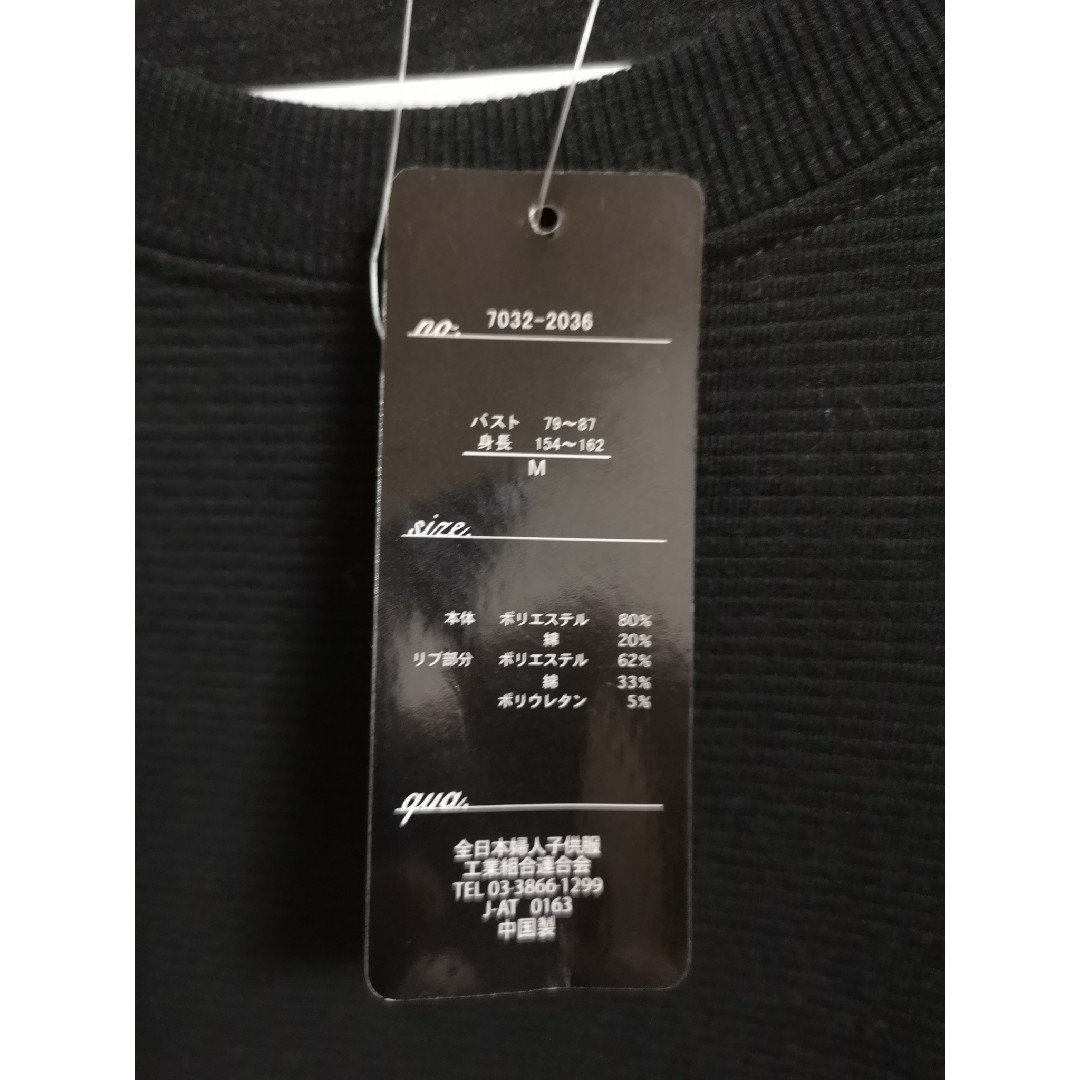 no. 7032-2036
バスト 79～87
身長 154～162
M
size.
本体 ポリエステル 80%
綿 20%
リブ部分 ポリエステル 62%
綿 33%
ポリウレタン 5%
qua.
全日本婦人子供服
工業組合連合会
TEL 03-3866-1299
J-AT 0163
中国製